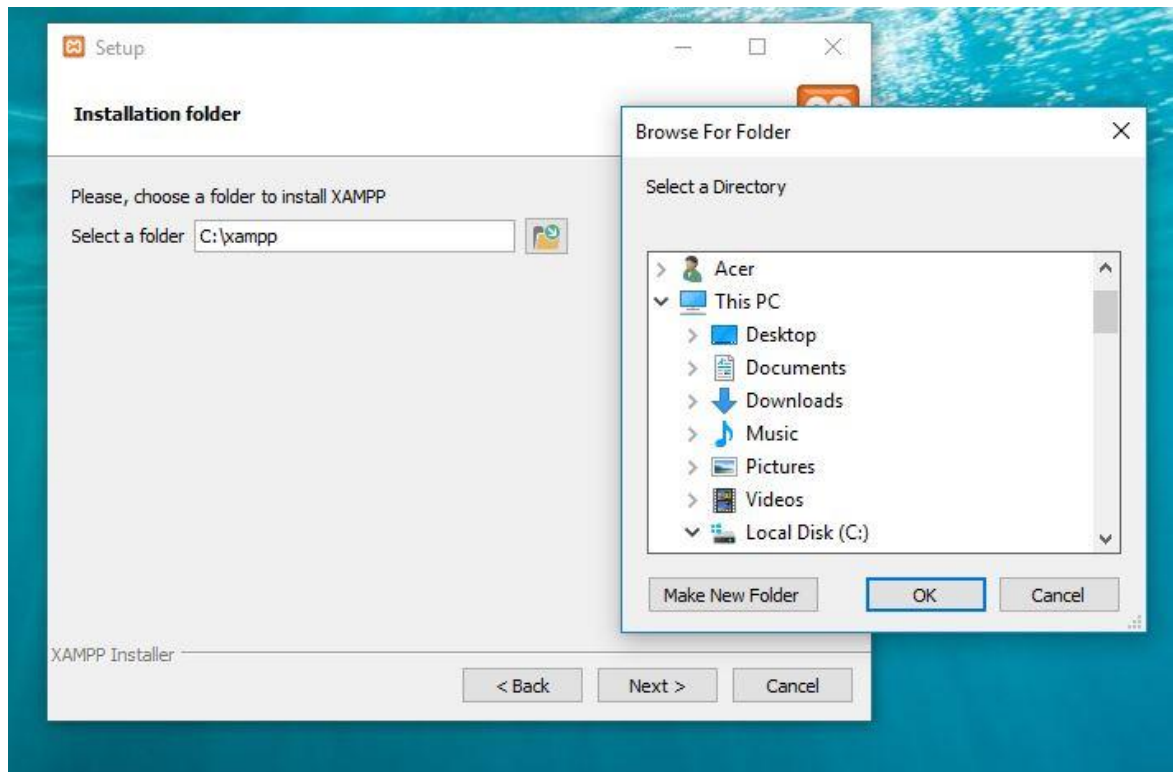 Setup
Installation folder
Please, choose a folder to install XAMPP
Select a folder C:\xampp
XAMPP Installer
< Back Next > Cancel
Browse For Folder
Select a Directory
Acer
This PC
Desktop
Documents
Downloads
Music
Pictures
Videos
Local Disk (C:)
Make New Folder OK Cancel